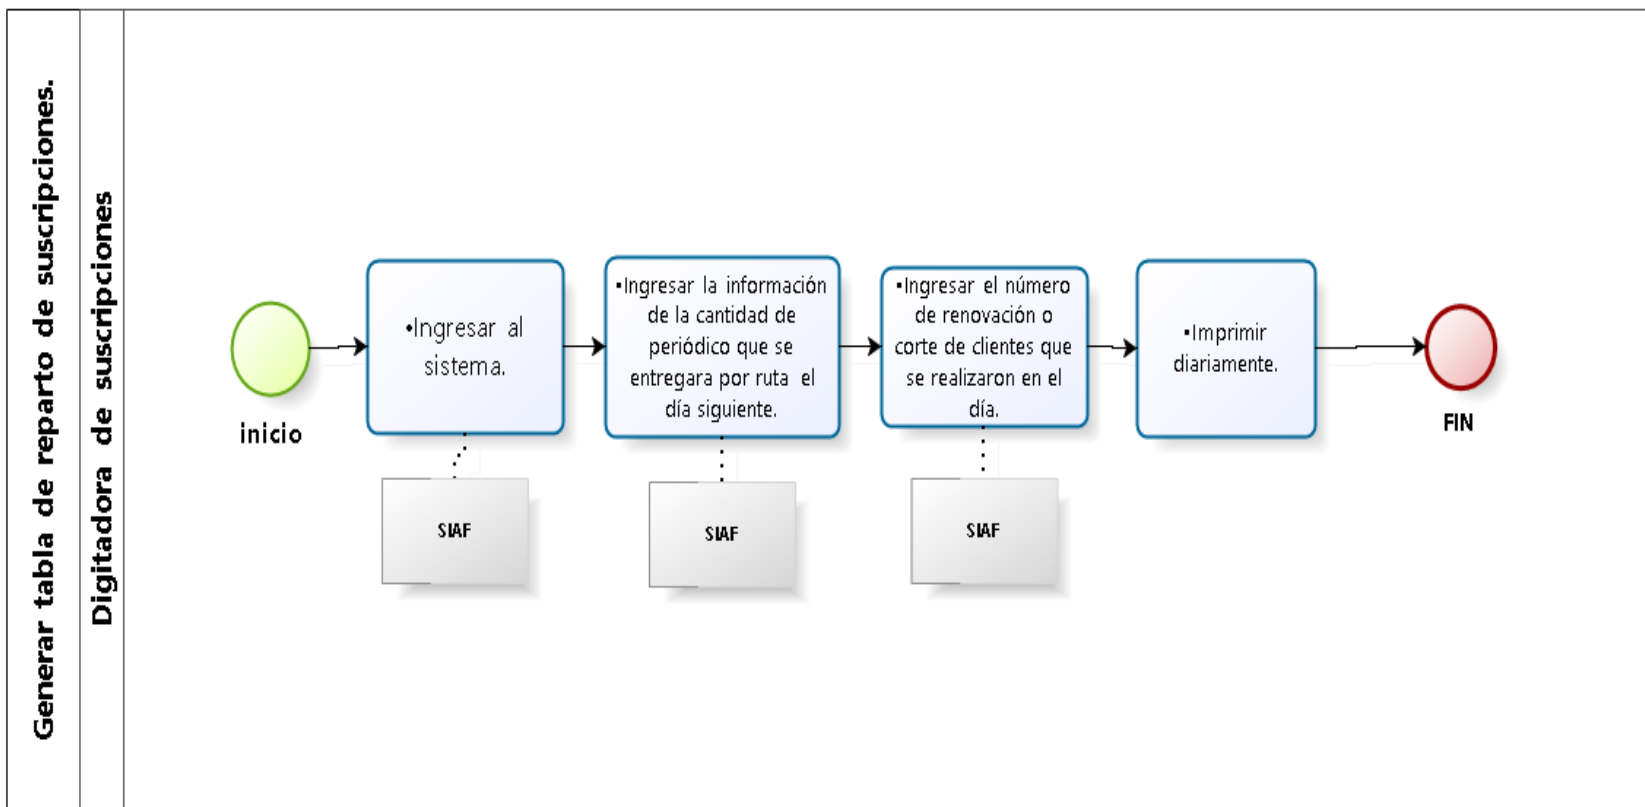 Generar tabla de reparto de suscripciones.
Digitadora de suscripciones
inicio
•Ingresar al
sistema.
SIAF
•Ingresar la información
de la cantidad de
periódico que se
entregara por ruta el
día siguiente.
SIAF
•Ingresar el número
de renovación o
corte de clientes que
se realizaron en el
día.
SIAF
•Imprimir
diariamente.
FIN